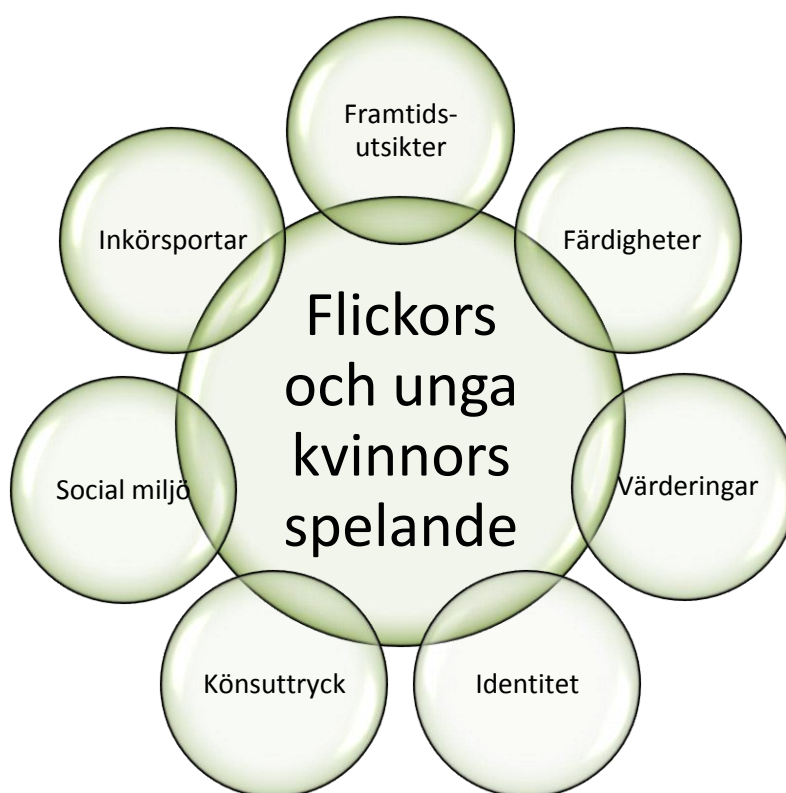 Framtids-
utsikter
Inkörsportar
Färdigheter
Flickors
och unga
kvinnors
spelande
Social miljö
Värderingar
Könsuttryck
Identitet